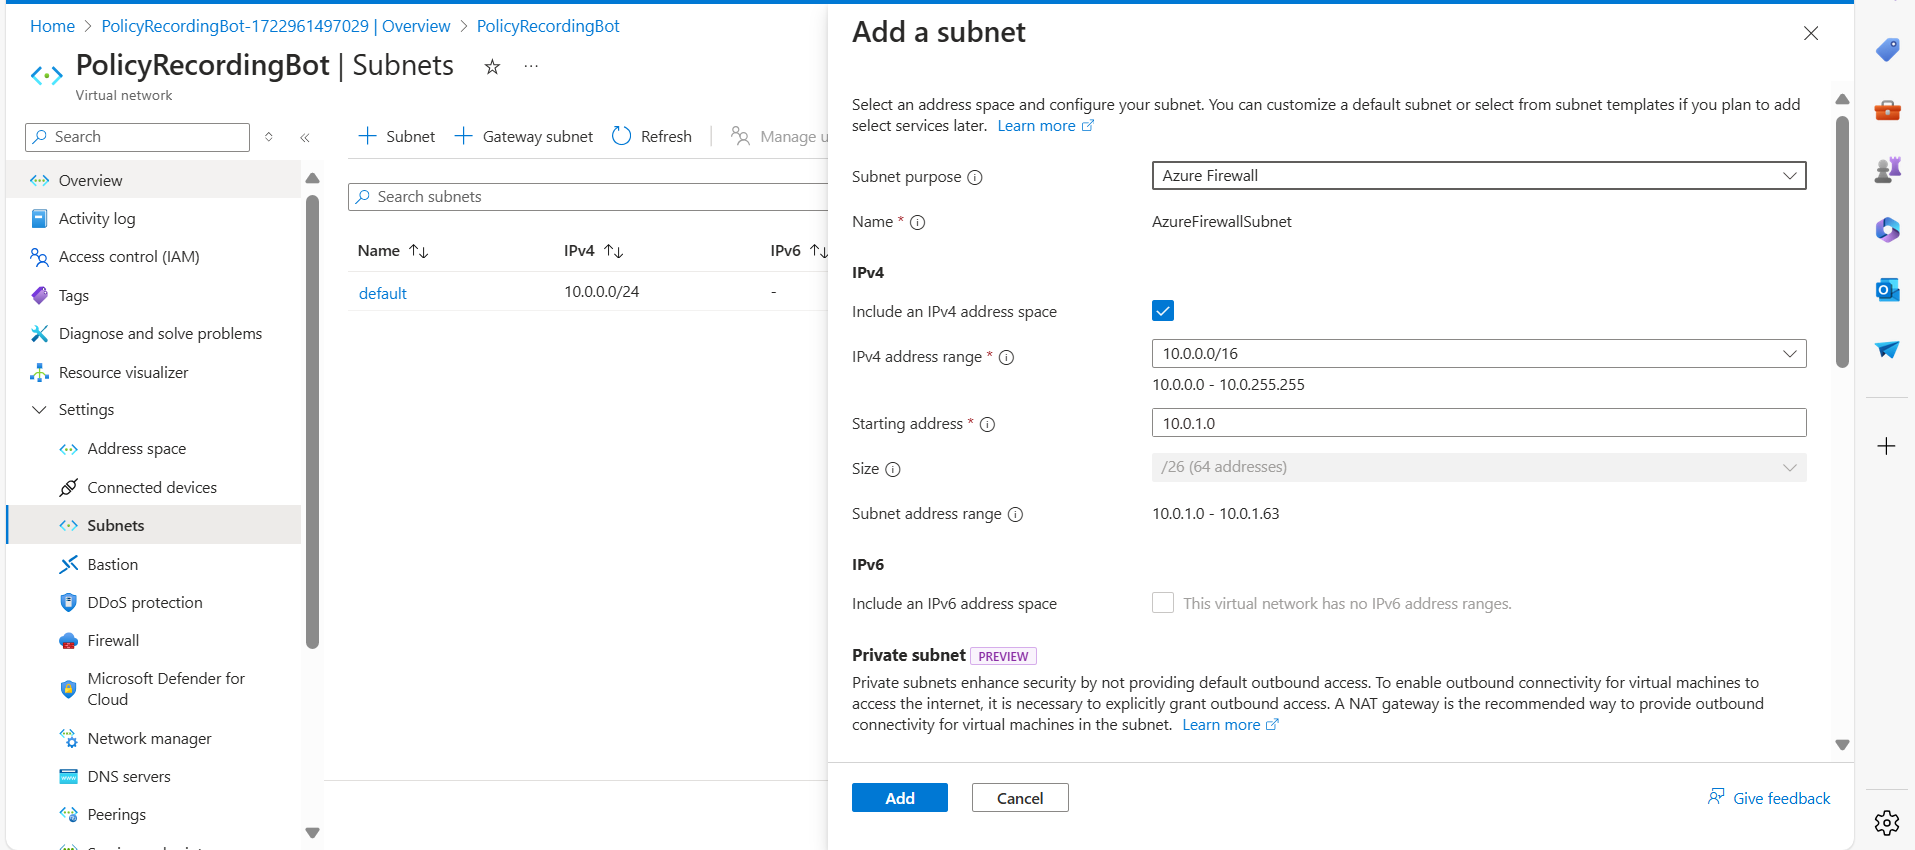 Home > PolicyRecordingBot-1722961497029 | Overview > PolicyRecordingBot
PolicyRecordingBot | Subnets
Virtual network
Search
Overview
Activity log
Access control (IAM)
Tags
Diagnose and solve problems
Resource visualizer
Settings
Address space
Connected devices
Subnets
Bastion
DDoS protection
Firewall
Microsoft Defender for
Cloud
Network manager
DNS servers
Peerings
Subnet Gateway subnet Refresh Manage u
Search subnets
Name IPv4 IPv6
default 10.0.0.0/24 -
Add a subnet
Select an address space and configure your subnet. You can customize a default subnet or select from subnet templates if you plan to add
select services later. Learn more
Subnet purpose Azure Firewall
Name * AzureFirewallSubnet
IPv4
Include an IPv4 address space
IPv4 address range * 10.0.0.0/16
10.0.0.0 - 10.0.255.255
Starting address * 10.0.1.0
Size /26 (64 addresses)
Subnet address range 10.0.1.0 - 10.0.1.63
IPv6
Include an IPv6 address space This virtual network has no IPv6 address ranges.
Private subnet PREVIEW
Private subnets enhance security by not providing default outbound access. To enable outbound connectivity for virtual machines to
access the internet, it is necessary to explicitly grant outbound access. A NAT gateway is the recommended way to provide outbound
connectivity for virtual machines in the subnet. Learn more
Add Cancel Give feedback